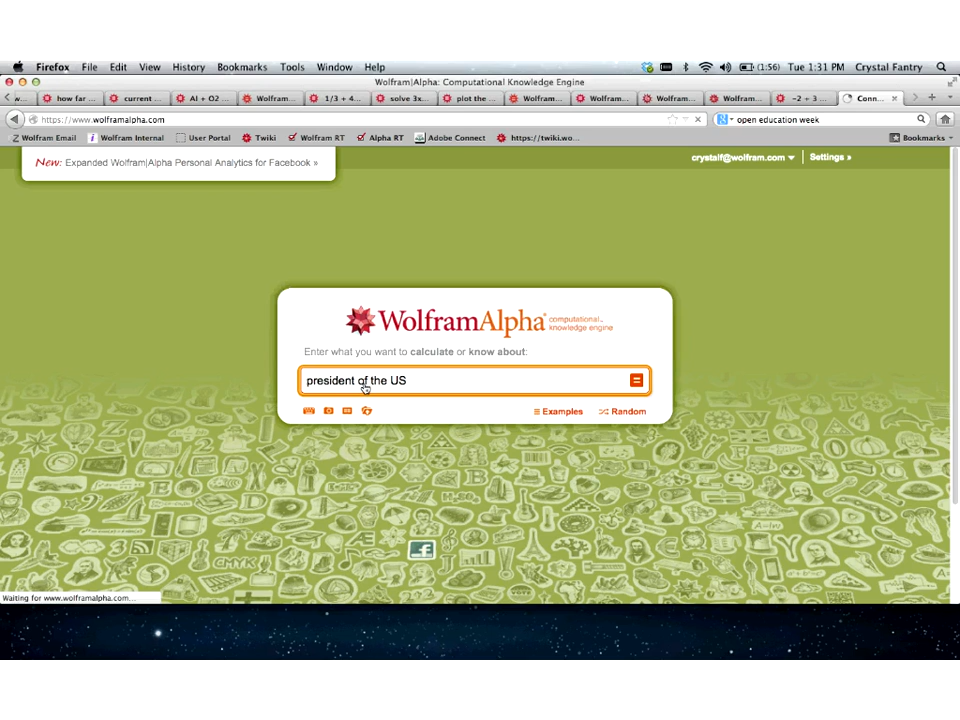 Firefox File Edit View History Bookmarks Tools Window Help (1:56) Tue 1:31 PM Crystal Fantry
Wolfram|Alpha: Computational Knowledge Engine
w... how far ... current ... Al + O2 ... Wolfram... 1/3 + 4... solve 3x... plot the ... Wolfram... Wolfram... Wolfram... Wolfram... -2 + 3 ... Conn...
https://www.wolframalpha.com open education week
Wolfram Email Wolfram Internal User Portal Twiki Wolfram RT Alpha RT Adobe Connect https://twiki.wo... Bookmarks
New: Expanded Wolfram|Alpha Personal Analytics for Facebook »
crystalf@wolfram.com Settings »
WolframAlpha computational
knowledge engine
Enter what you want to calculate or know about:
president of the US
Examples Random
CMYK
Waiting for www.wolframalpha.com...